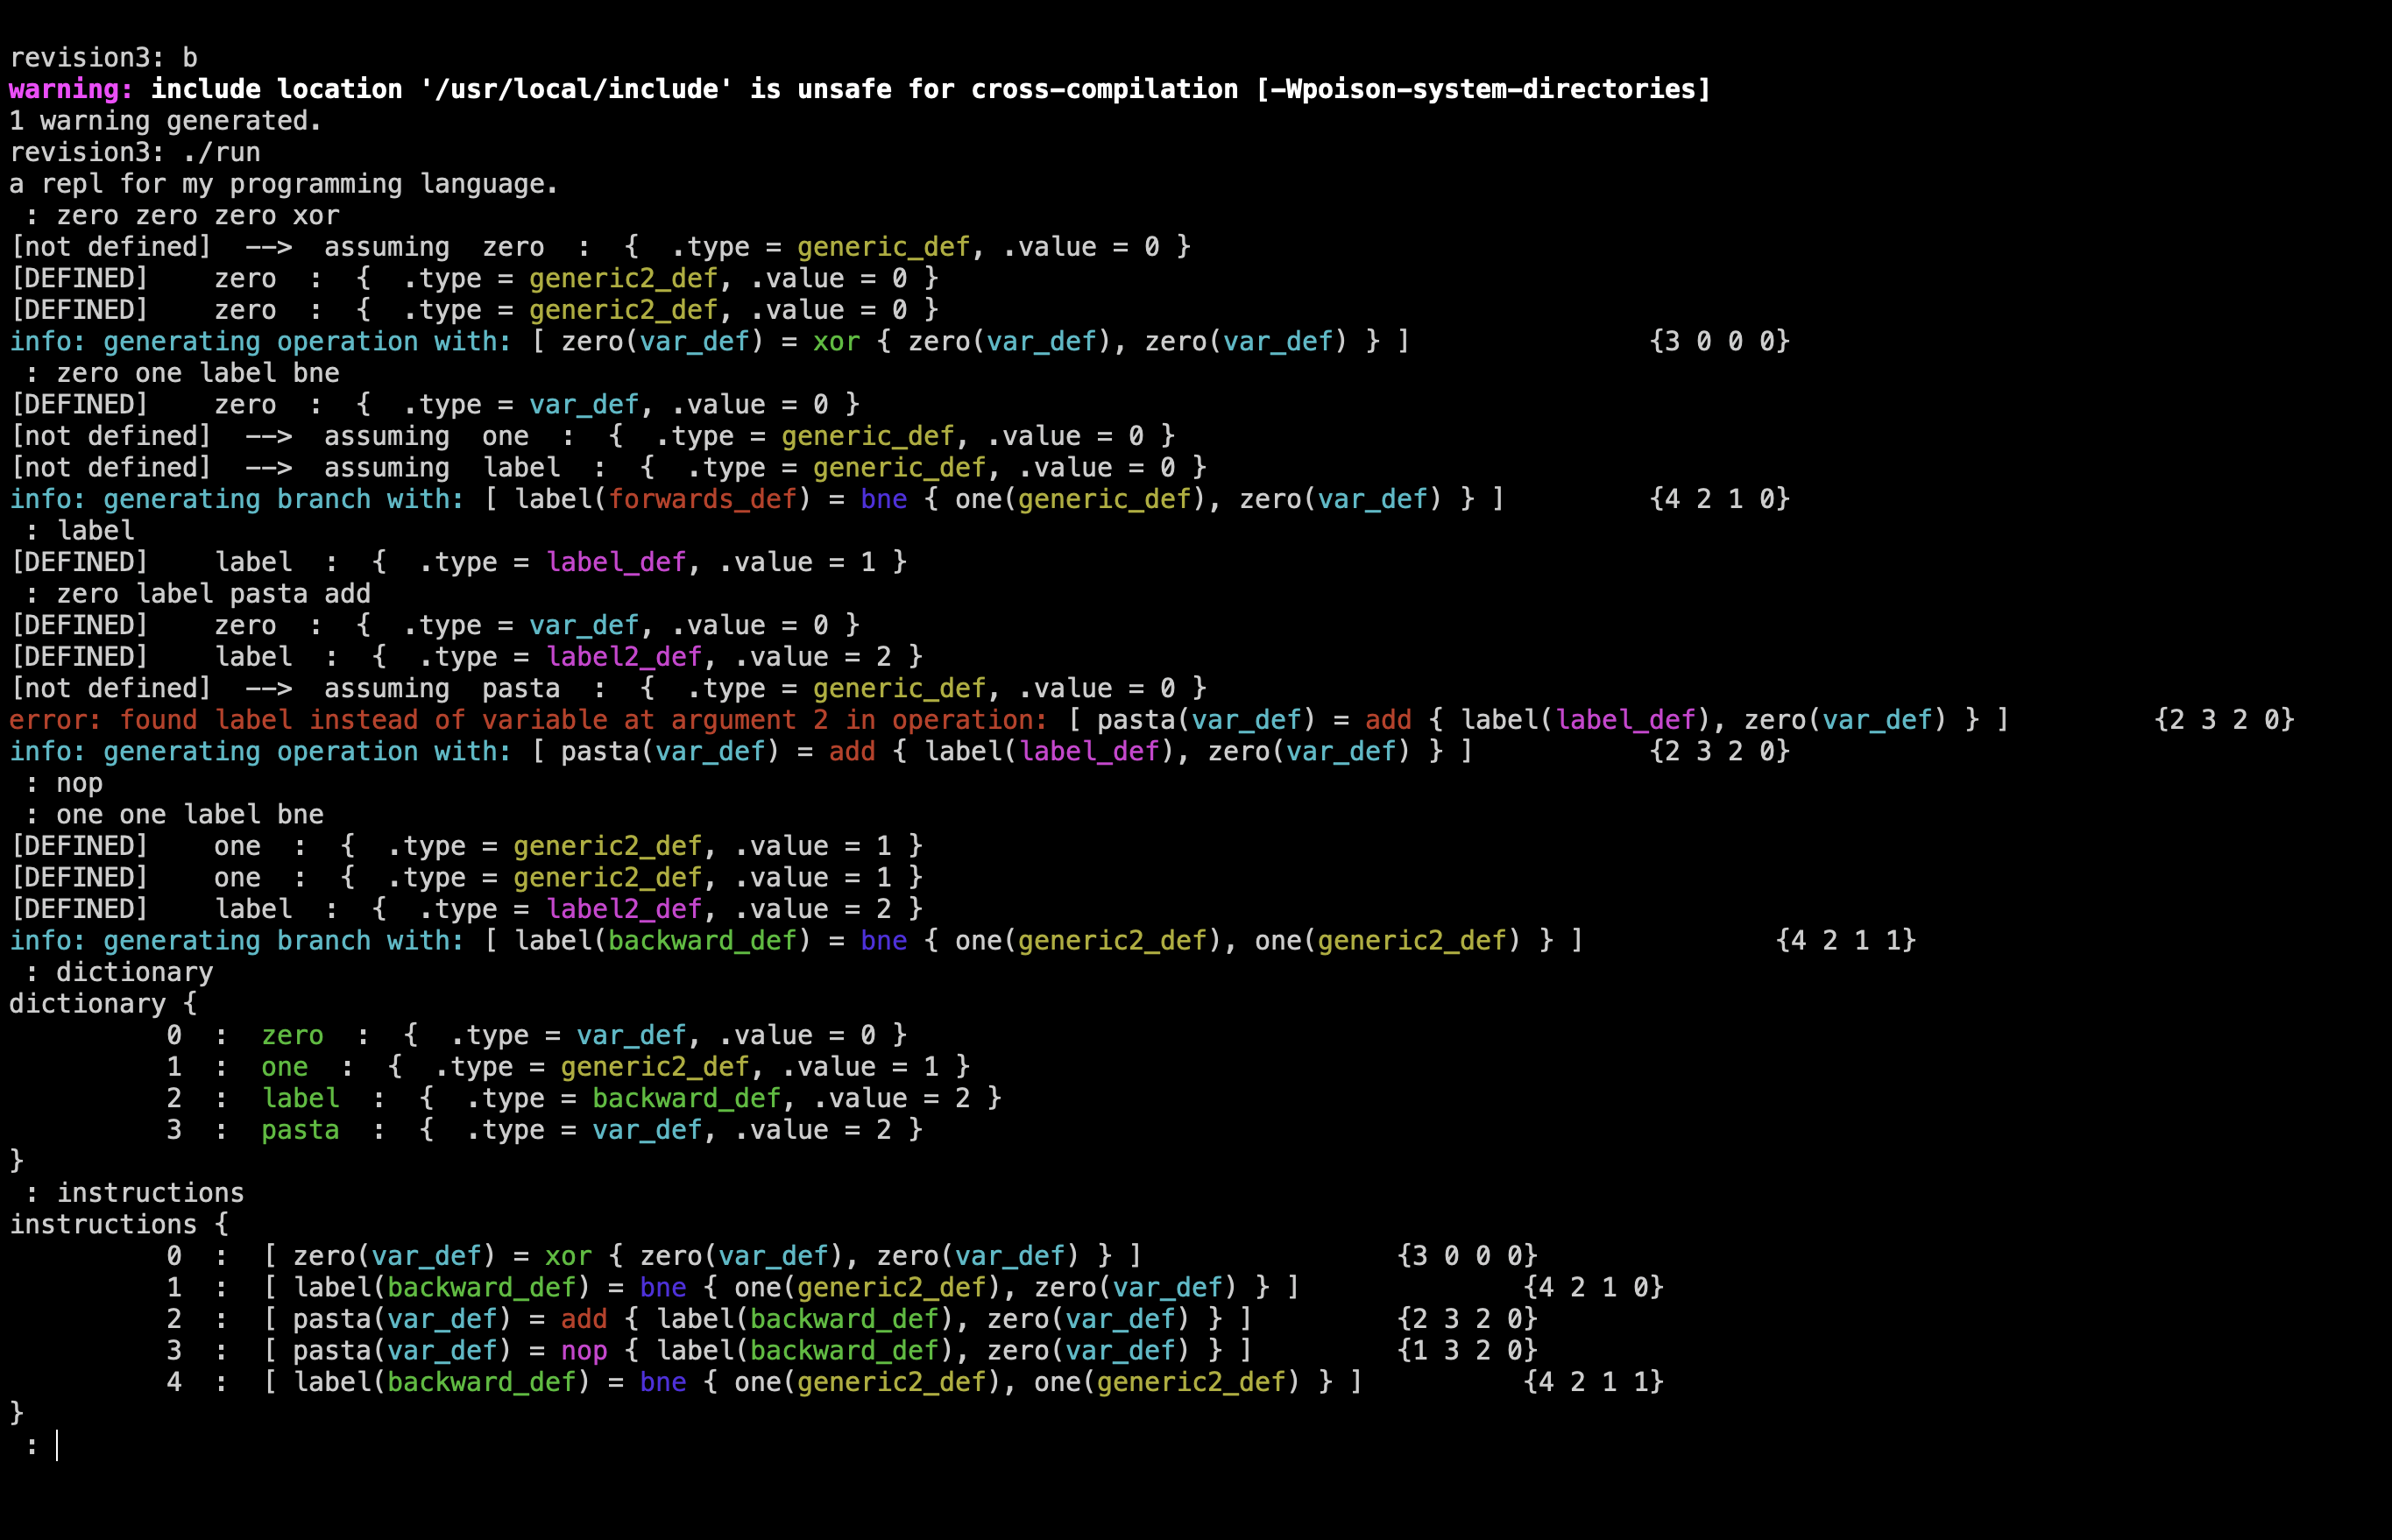 revision3: b
warning: include location '/usr/local/include' is unsafe for cross-compilation [-Wpoison-system-directories]
1 warning generated.
revision3: ./run
a repl for my programming language.
 : zero zero zero xor
[not defined]  -->  assuming  zero  :  {  .type = generic_def, .value = 0 }
[DEFINED]    zero  :  {  .type = generic2_def, .value = 0 }
[DEFINED]    zero  :  {  .type = generic2_def, .value = 0 }
info: generating operation with: [ zero(var_def) = xor { zero(var_def), zero(var_def) } ]               {3 0 0 0}
 : zero one label bne
[DEFINED]    zero  :  {  .type = var_def, .value = 0 }
[not defined]  -->  assuming  one  :  {  .type = generic_def, .value = 0 }
[not defined]  -->  assuming  label  :  {  .type = generic_def, .value = 0 }
info: generating branch with: [ label(forwards_def) = bne { one(generic_def), zero(var_def) } ]         {4 2 1 0}
 : label
[DEFINED]    label  :  {  .type = label_def, .value = 1 }
 : zero label pasta add
[DEFINED]    zero  :  {  .type = var_def, .value = 0 }
[DEFINED]    label  :  {  .type = label2_def, .value = 2 }
[not defined]  -->  assuming  pasta  :  {  .type = generic_def, .value = 0 }
error: found label instead of variable at argument 2 in operation: [ pasta(var_def) = add { label(label_def), zero(var_def) } ]         {2 3 2 0}
info: generating operation with: [ pasta(var_def) = add { label(label_def), zero(var_def) } ]           {2 3 2 0}
 : nop
 : one one label bne
[DEFINED]    one  :  {  .type = generic2_def, .value = 1 }
[DEFINED]    one  :  {  .type = generic2_def, .value = 1 }
[DEFINED]    label  :  {  .type = label2_def, .value = 2 }
info: generating branch with: [ label(backward_def) = bne { one(generic2_def), one(generic2_def) } ]            {4 2 1 1}
 : dictionary
dictionary {
          0  :  zero  :  {  .type = var_def, .value = 0 }
          1  :  one  :  {  .type = generic2_def, .value = 1 }
          2  :  label  :  {  .type = backward_def, .value = 2 }
          3  :  pasta  :  {  .type = var_def, .value = 2 }
}
 : instructions
instructions {
          0  :  [ zero(var_def) = xor { zero(var_def), zero(var_def) } ]                {3 0 0 0}
          1  :  [ label(backward_def) = bne { one(generic2_def), zero(var_def) } ]              {4 2 1 0}
          2  :  [ pasta(var_def) = add { label(backward_def), zero(var_def) } ]         {2 3 2 0}
          3  :  [ pasta(var_def) = nop { label(backward_def), zero(var_def) } ]         {1 3 2 0}
          4  :  [ label(backward_def) = bne { one(generic2_def), one(generic2_def) } ]          {4 2 1 1}
}
 :